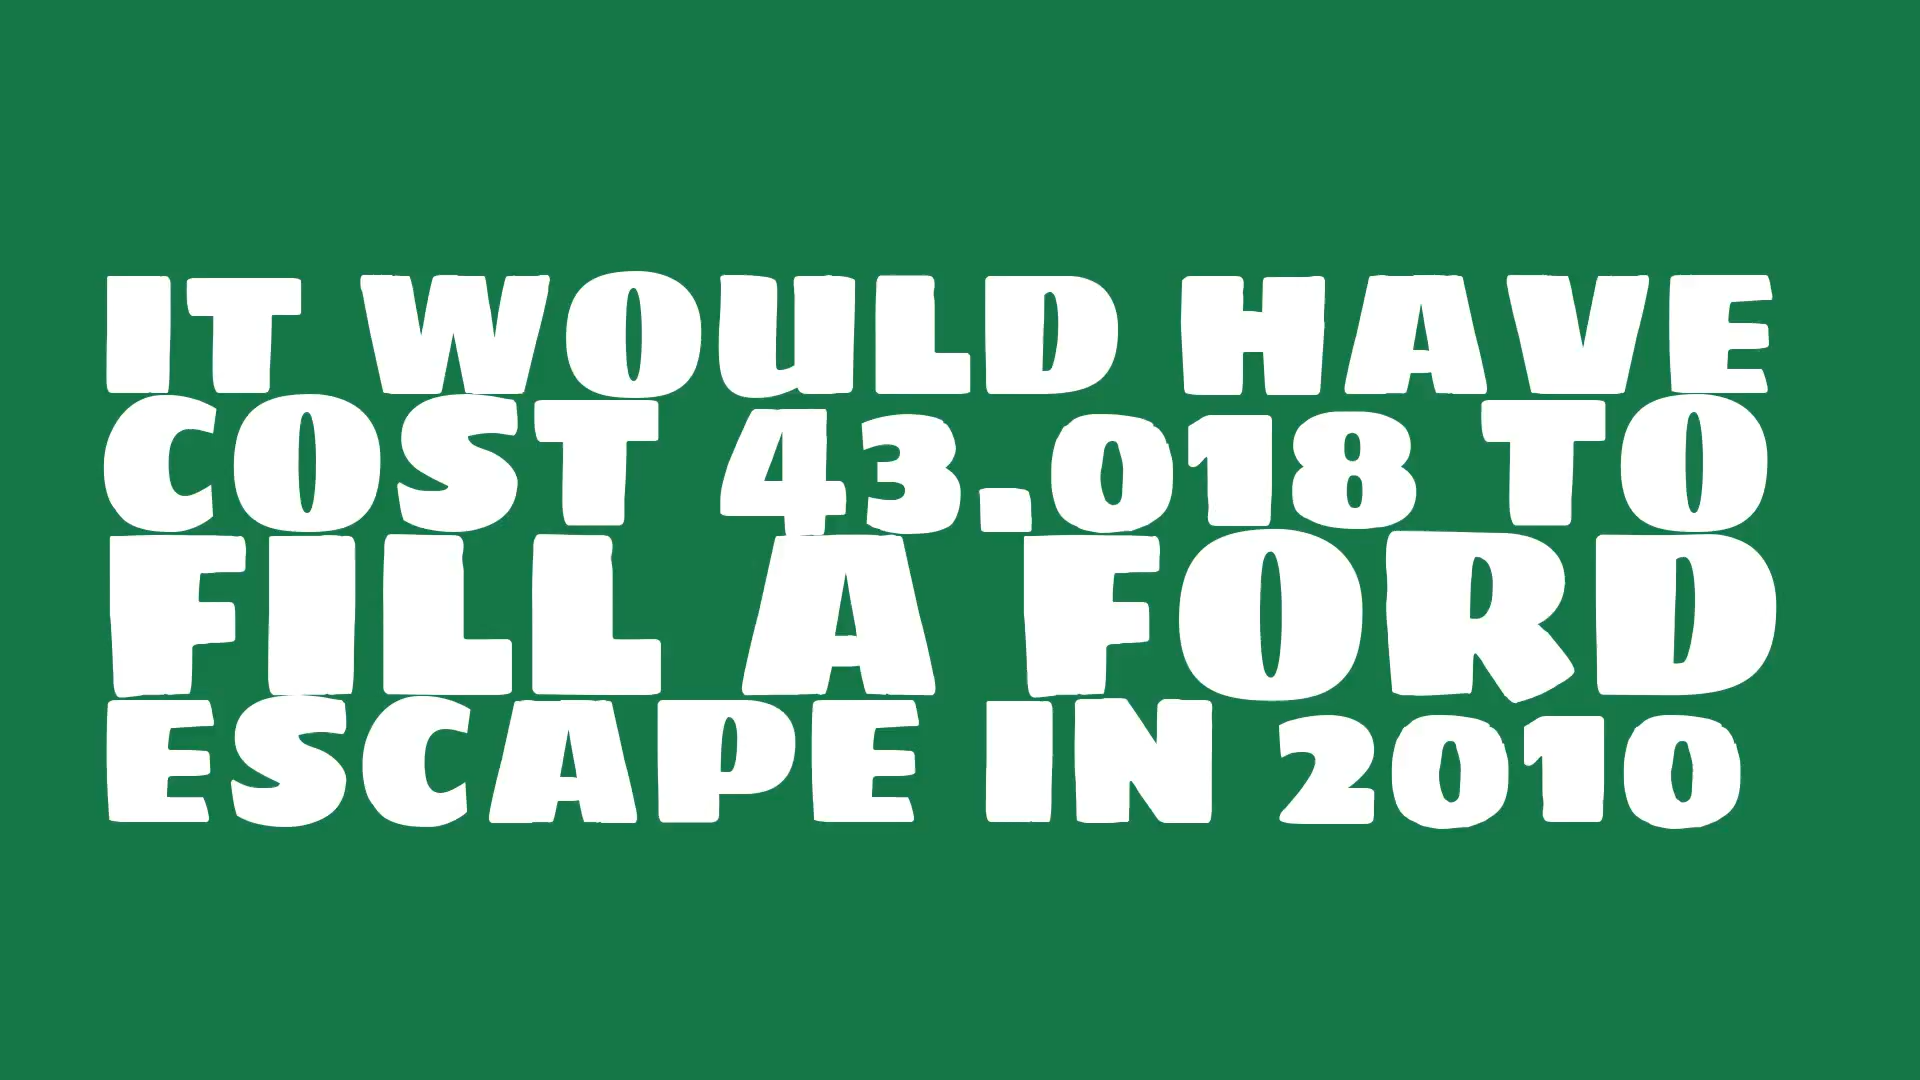 IT WOULD HAVE
COST 43.018 TO
FILL A FORD
ESCAPE IN 2010